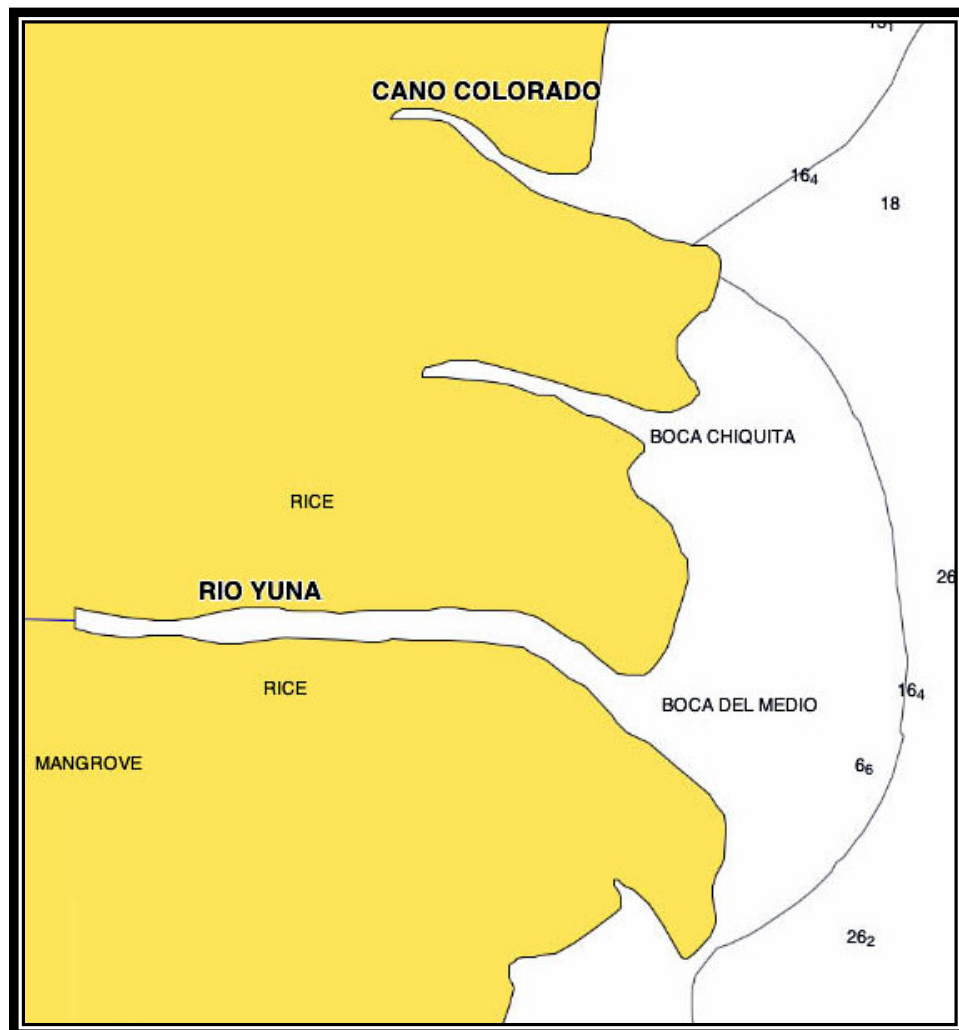 CANO COLORADO
16₄
18
BOCA CHIQUITA
RICE
26
RIO YUNA
RICE
16₄
BOCA DEL MEDIO
MANGROVE
6₆
26₂